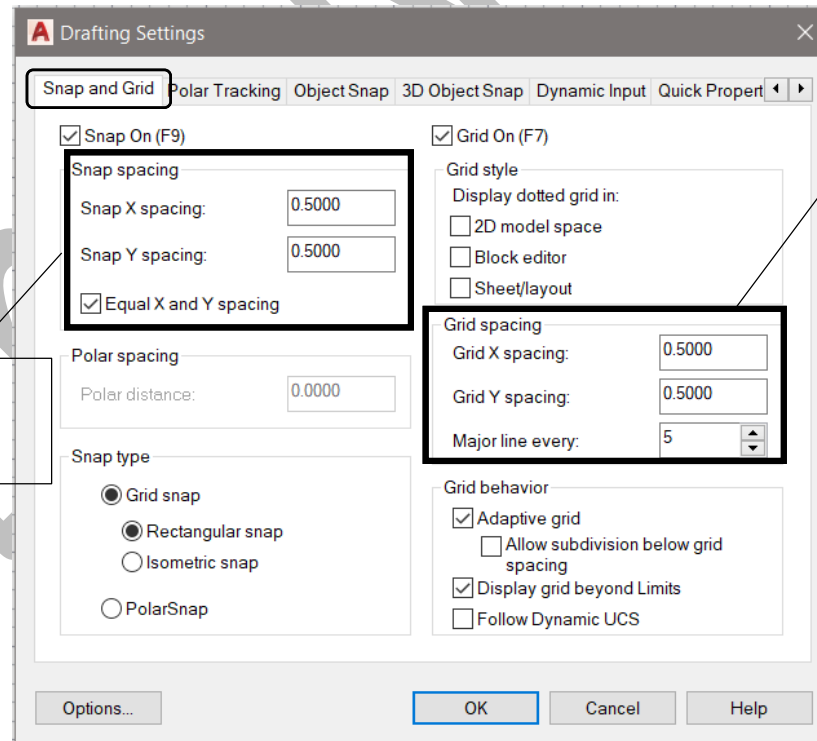 A Drafting Settings
Snap and Grid Polar Tracking Object Snap 3D Object Snap Dynamic Input Quick Propert
Snap On (F9)
Snap spacing
Snap X spacing: 0.5000
Snap Y spacing: 0.5000
Equal X and Y spacing
Polar spacing
Polar distance: 0.0000
Snap type
Grid snap
Rectangular snap
Isometric snap
PolarSnap
Grid On (F7)
Grid style
Display dotted grid in:
2D model space
Block editor
Sheet/layout
Grid spacing
Grid X spacing: 0.5000
Grid Y spacing: 0.5000
Major line every: 5
Grid behavior
Adaptive grid
Allow subdivision below grid
spacing
Display grid beyond Limits
Follow Dynamic UCS
Options... OK Cancel Help